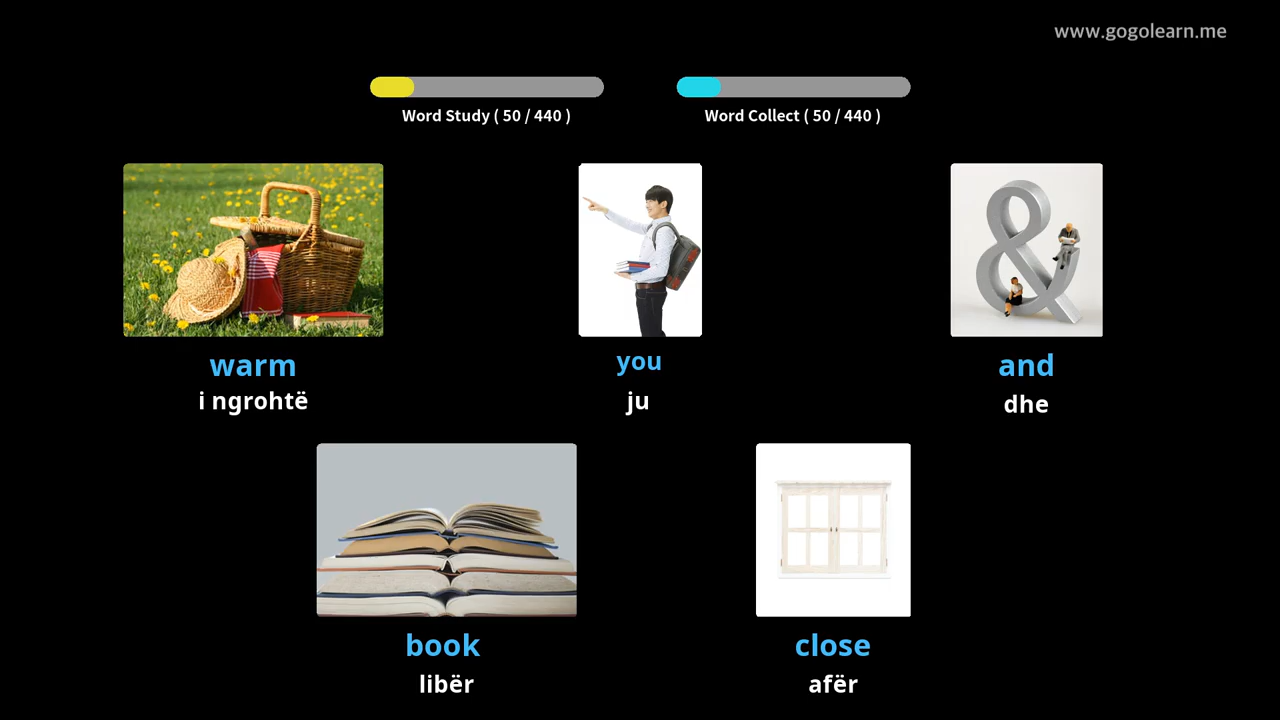 www.gogolearn.me
Word Study ( 50 / 440 )
Word Collect ( 50 / 440 )
warm
i ngrohtë
you
ju
and
dhe
book
libër
close
afër